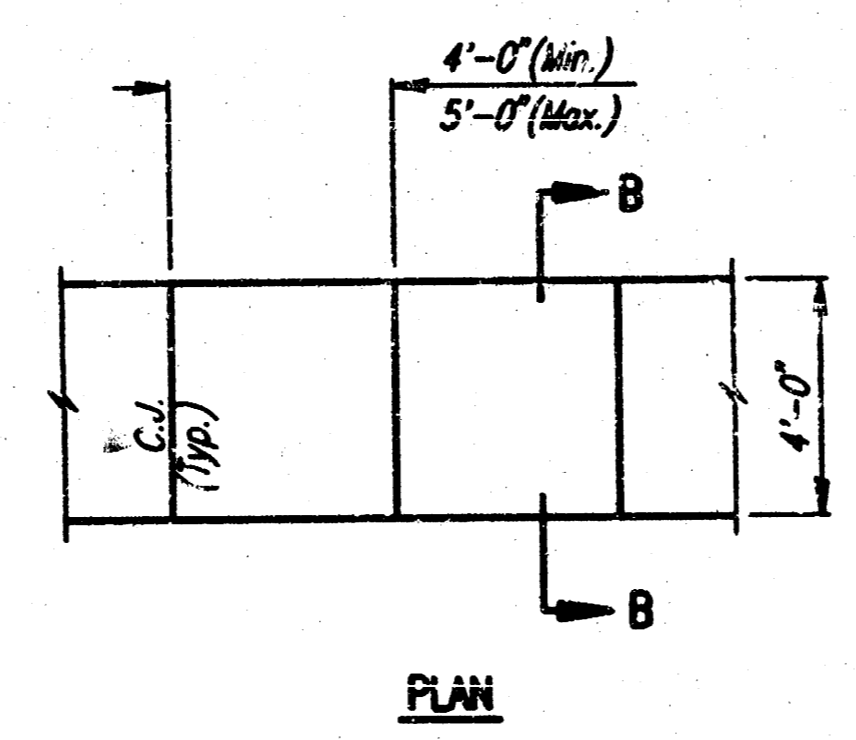 4'-0" (Min.)
5'-0" (Max.)
B
C.J.
(Typ.)
4'-0"
B
PLAN